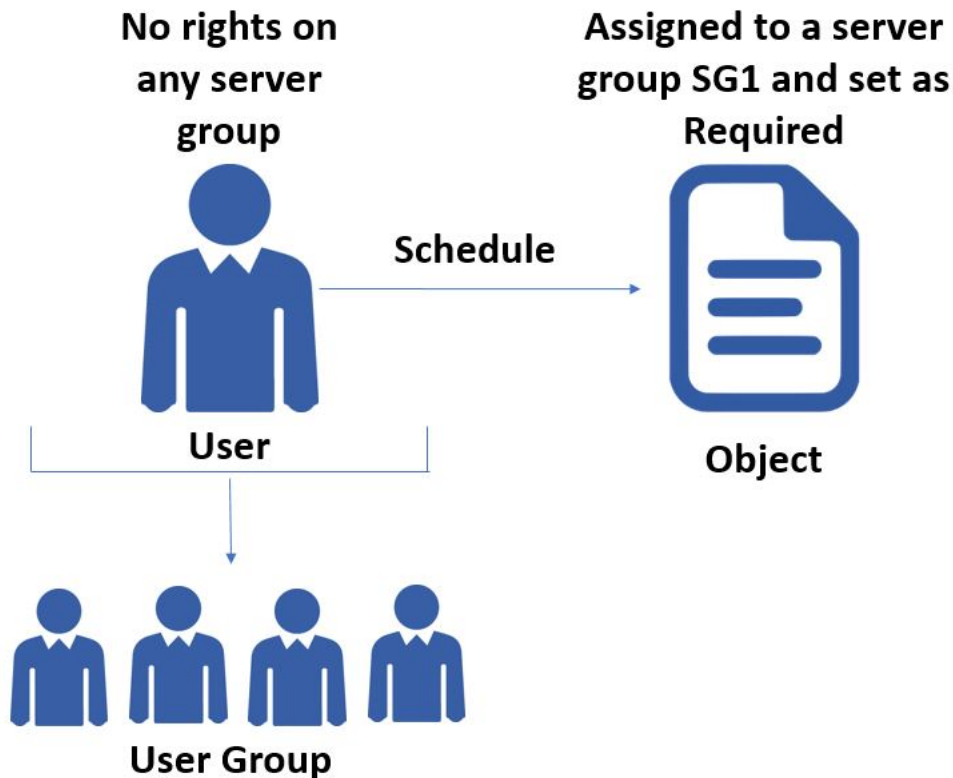 No rights on
any server
group
Assigned to a server
group SG1 and set as
Required
Schedule
User
Object
User Group